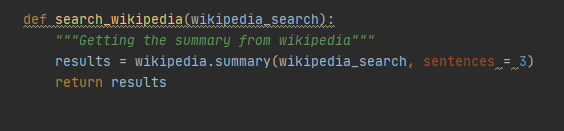 def search_wikipedia(wikipedia_search):
    """Getting the summary from wikipedia"""
    results = wikipedia.summary(wikipedia_search, sentences = 3)
    return results